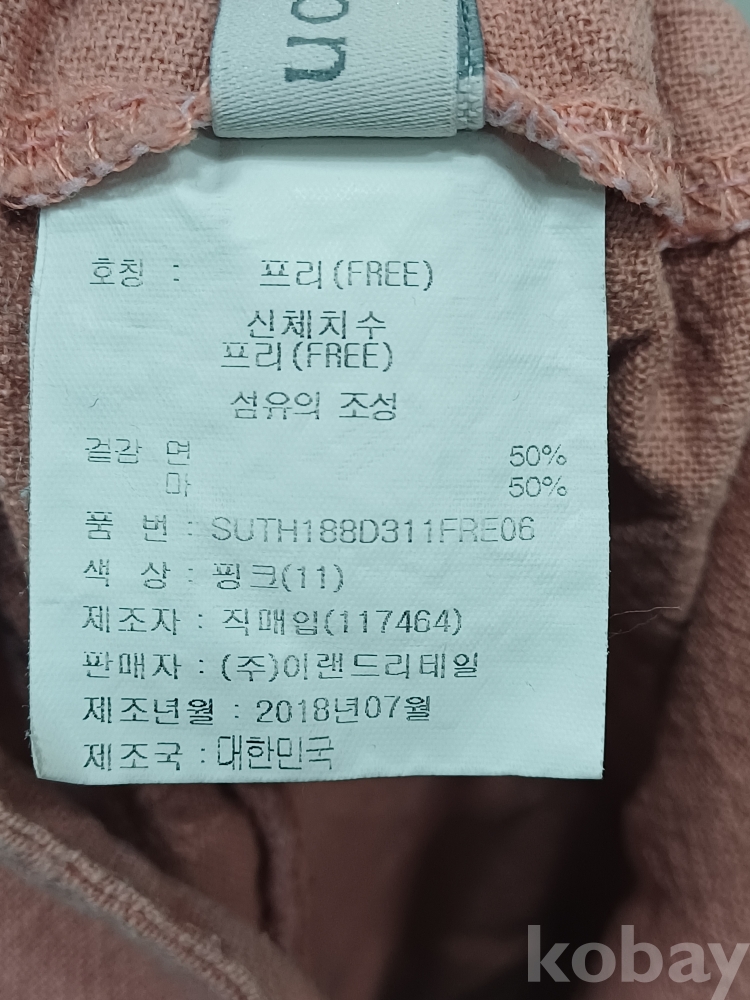 on
호칭 : 프리(FREE)
신체치수
프리(FREE)
섬유의 조성
겉감 면 50%
마 50%
품 번 : SUTH188D311FRE06
색 상 : 핑크(11)
제조자 : 직매입(117464)
판매자 : (주)이랜드리테일
제조년월 : 2018년07월
제조국 : 대한민국
kobay